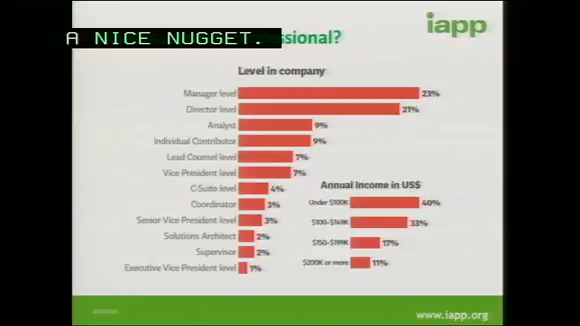 iapp
A NICE NUGGET.
ssional?
Level in company
Manager level 23%
Director level 21%
Analyst 9%
Individual Contributor 9%
Lead Counsel level 7%
Vice President level 7%
C-Suite level 4%
Coordinator 3%
Senior Vice President level 3%
Solutions Architect 2%
Supervisor 2%
Executive Vice President level 1%
Annual Income in US$
Under $100K 40%
$100-$149K 33%
$150-$199K 17%
$200K or more 11%
www.iapp.org